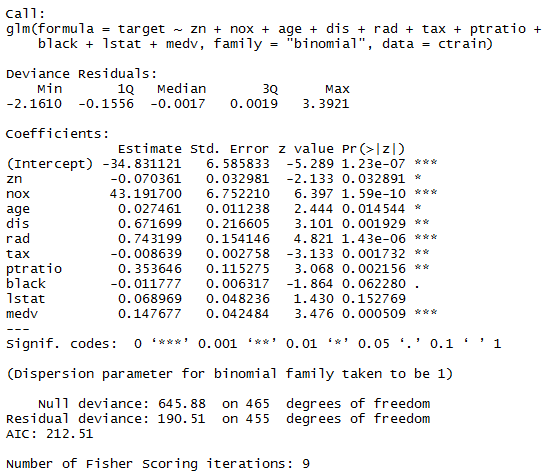 Call:
glm(formula = target ~ zn + nox + age + dis + rad + tax + ptratio +
    black + lstat + medv, family = "binomial", data = ctrain)

Deviance Residuals:
    Min       1Q   Median       3Q      Max
-2.1610  -0.1556  -0.0017   0.0019   3.3921

Coefficients:
              Estimate Std. Error z value Pr(>|z|)
(Intercept) -34.831121   6.585833  -5.289 1.23e-07 ***
zn           -0.070361   0.032981  -2.133 0.032891 *
nox          43.191700   6.752210   6.397 1.59e-10 ***
age           0.027461   0.011238   2.444 0.014544 *
dis           0.671699   0.216605   3.101 0.001929 **
rad           0.743199   0.154146   4.821 1.43e-06 ***
tax          -0.008639   0.002758  -3.133 0.001732 **
ptratio       0.353646   0.115275   3.068 0.002156 **
black        -0.011777   0.006317  -1.864 0.062280 .
lstat         0.068969   0.048236   1.430 0.152769
medv          0.147677   0.042484   3.476 0.000509 ***
---
Signif. codes:  0 ‘***’ 0.001 ‘**’ 0.01 ‘*’ 0.05 ‘.’ 0.1 ‘ ’ 1

(Dispersion parameter for binomial family taken to be 1)

    Null deviance: 645.88  on 465  degrees of freedom
Residual deviance: 190.51  on 455  degrees of freedom
AIC: 212.51

Number of Fisher Scoring iterations: 9